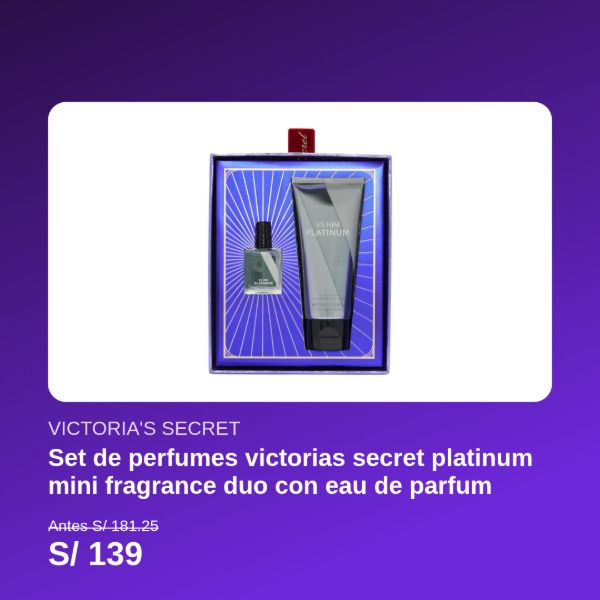 VS HIM
PLATINUM
VS HIM
PLATINUM
VICTORIA'S SECRET
Set de perfumes victorias secret platinum
mini fragrance duo con eau de parfum
Antes S/ 181.25
S/ 139